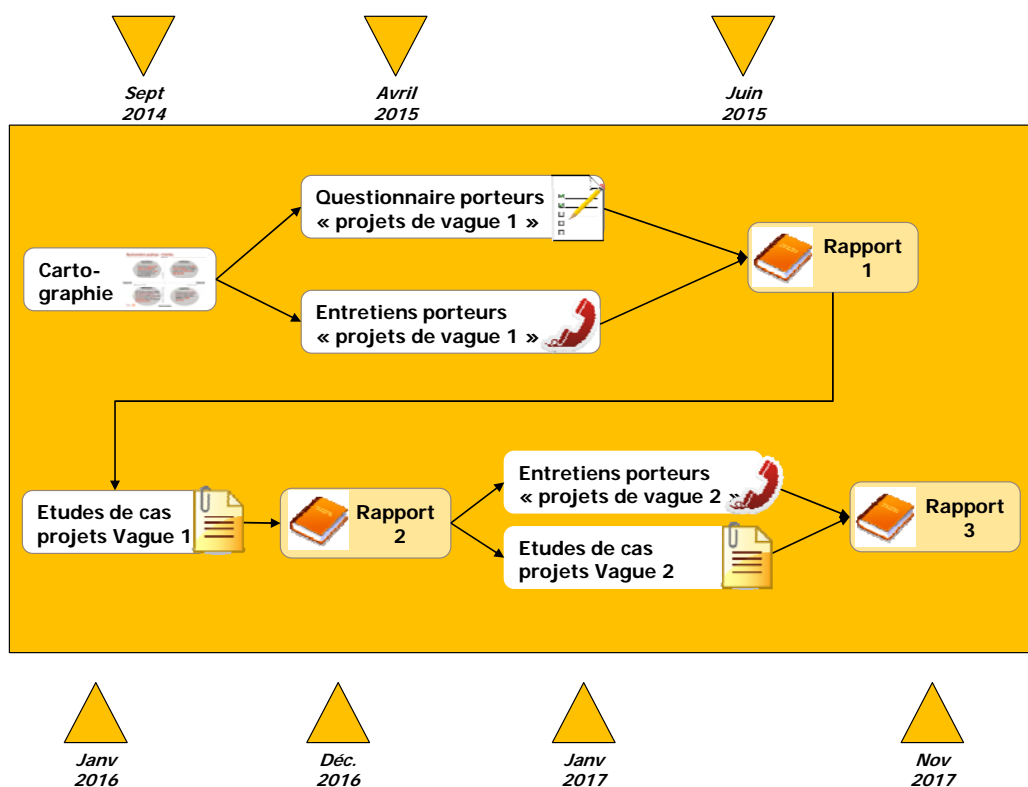 Sept
2014
Avril
2015
Juin
2015
Carto-
graphie
Questionnaire porteurs
« projets de vague 1 »
Entretiens porteurs
« projets de vague 1 »
Rapport
1
Etudes de cas
projets Vague 1
Rapport
2
Entretiens porteurs
« projets de vague 2 »
Etudes de cas
projets Vague 2
Rapport
3
Janv
2016
Déc.
2016
Janv
2017
Nov
2017